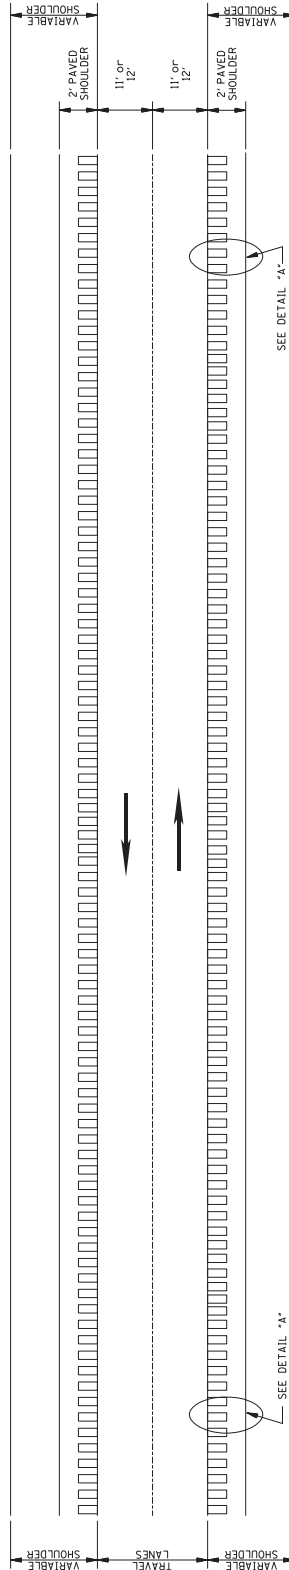 VARIABLE
SHOULDER
2' PAVED
SHOULDER
11' or
12'
11' or
12'
2' PAVED
SHOULDER
VARIABLE
SHOULDER
SEE DETAIL "A"
SEE DETAIL "A"
VARIABLE
SHOULDER
TRAVEL
LANES
VARIABLE
SHOULDER